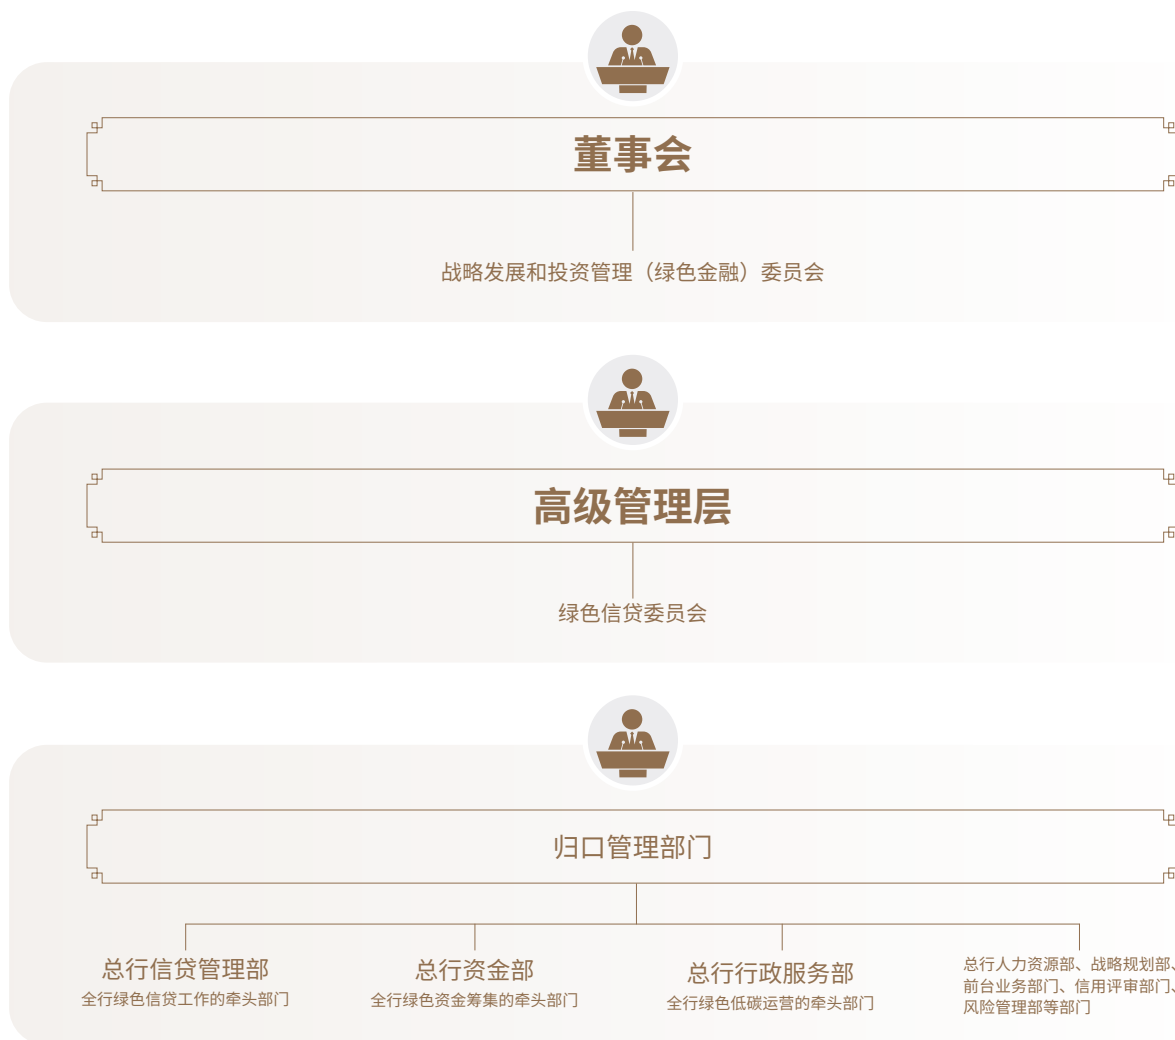 董事会
战略发展和投资管理（绿色金融）委员会
高级管理层
绿色信贷委员会
归口管理部门
总行信贷管理部
全行绿色信贷工作的牵头部门
总行资金部
全行绿色资金筹集的牵头部门
总行行政服务部
全行绿色低碳运营的牵头部门
总行人力资源部、战略规划部、
前台业务部门、信用评审部门、
风险管理部等部门